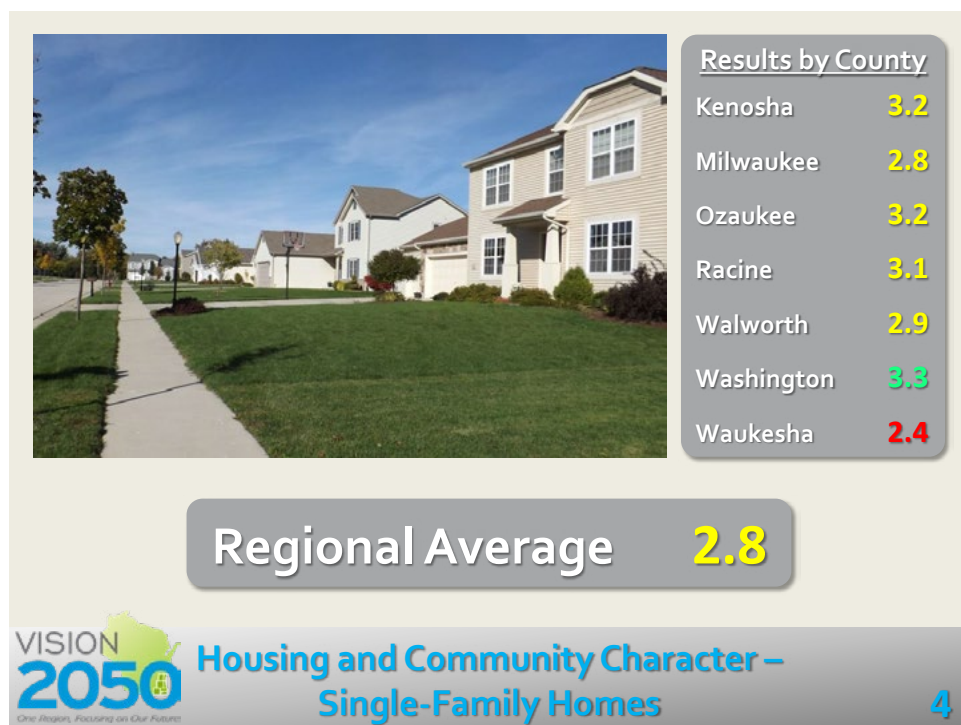 Results by County
Kenosha 3.2
Milwaukee 2.8
Ozaukee 3.2
Racine 3.1
Walworth 2.9
Washington 3.3
Waukesha 2.4
Regional Average 2.8
VISION
2050
One Region, Focusing on Our Future
Housing and Community Character –
Single-Family Homes
4